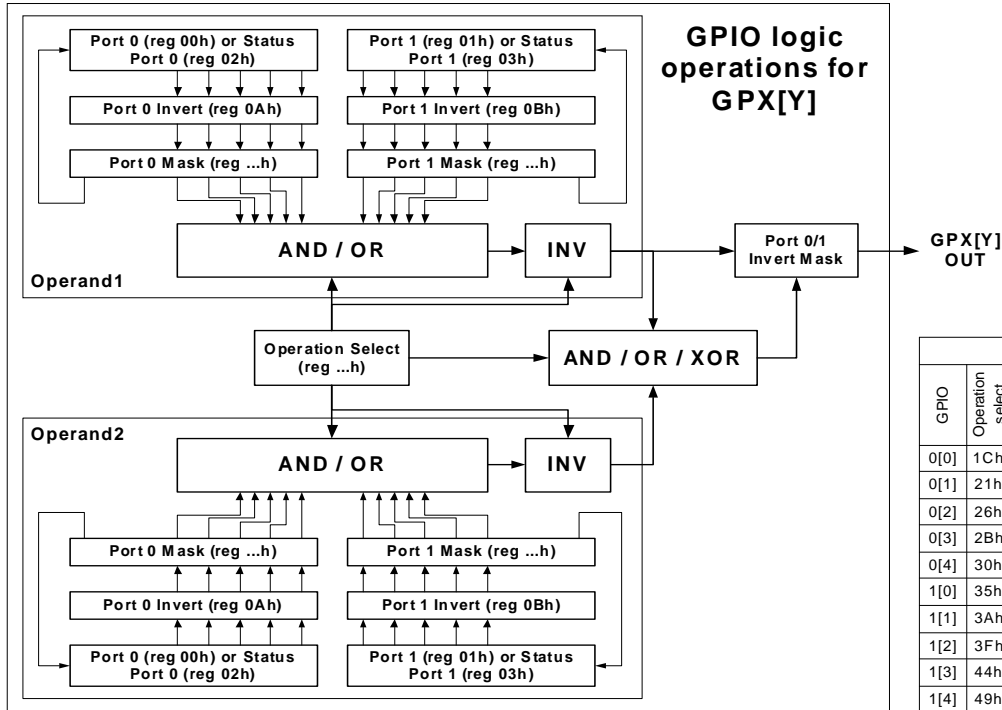 Port 0 (reg 00h) or Status
Port 0 (reg 02h)
Port 1 (reg 01h) or Status
Port 1 (reg 03h)
GPIO logic
operations for
GPX[Y]
Port 0 Invert (reg 0Ah)
Port 1 Invert (reg 0Bh)
Port 0 Mask (reg ...h)
Port 1 Mask (reg ...h)
AND / OR
INV
Port 0/1
Invert Mask
GPX[Y]
OUT
Operand1
Operation Select
(reg ...h)
AND / OR / XOR
Operand2
AND / OR
INV
Port 0 Mask (reg ...h)
Port 1 Mask (reg ...h)
Port 0 Invert (reg 0Ah)
Port 1 Invert (reg 0Bh)
Port 0 (reg 00h) or Status
Port 0 (reg 02h)
Port 1 (reg 01h) or Status
Port 1 (reg 03h)
GPIO
Operation
select
0[0] 1Ch
0[1] 21h
0[2] 26h
0[3] 2Bh
0[4] 30h
1[0] 35h
1[1] 3Ah
1[2] 3Fh
1[3] 44h
1[4] 49h